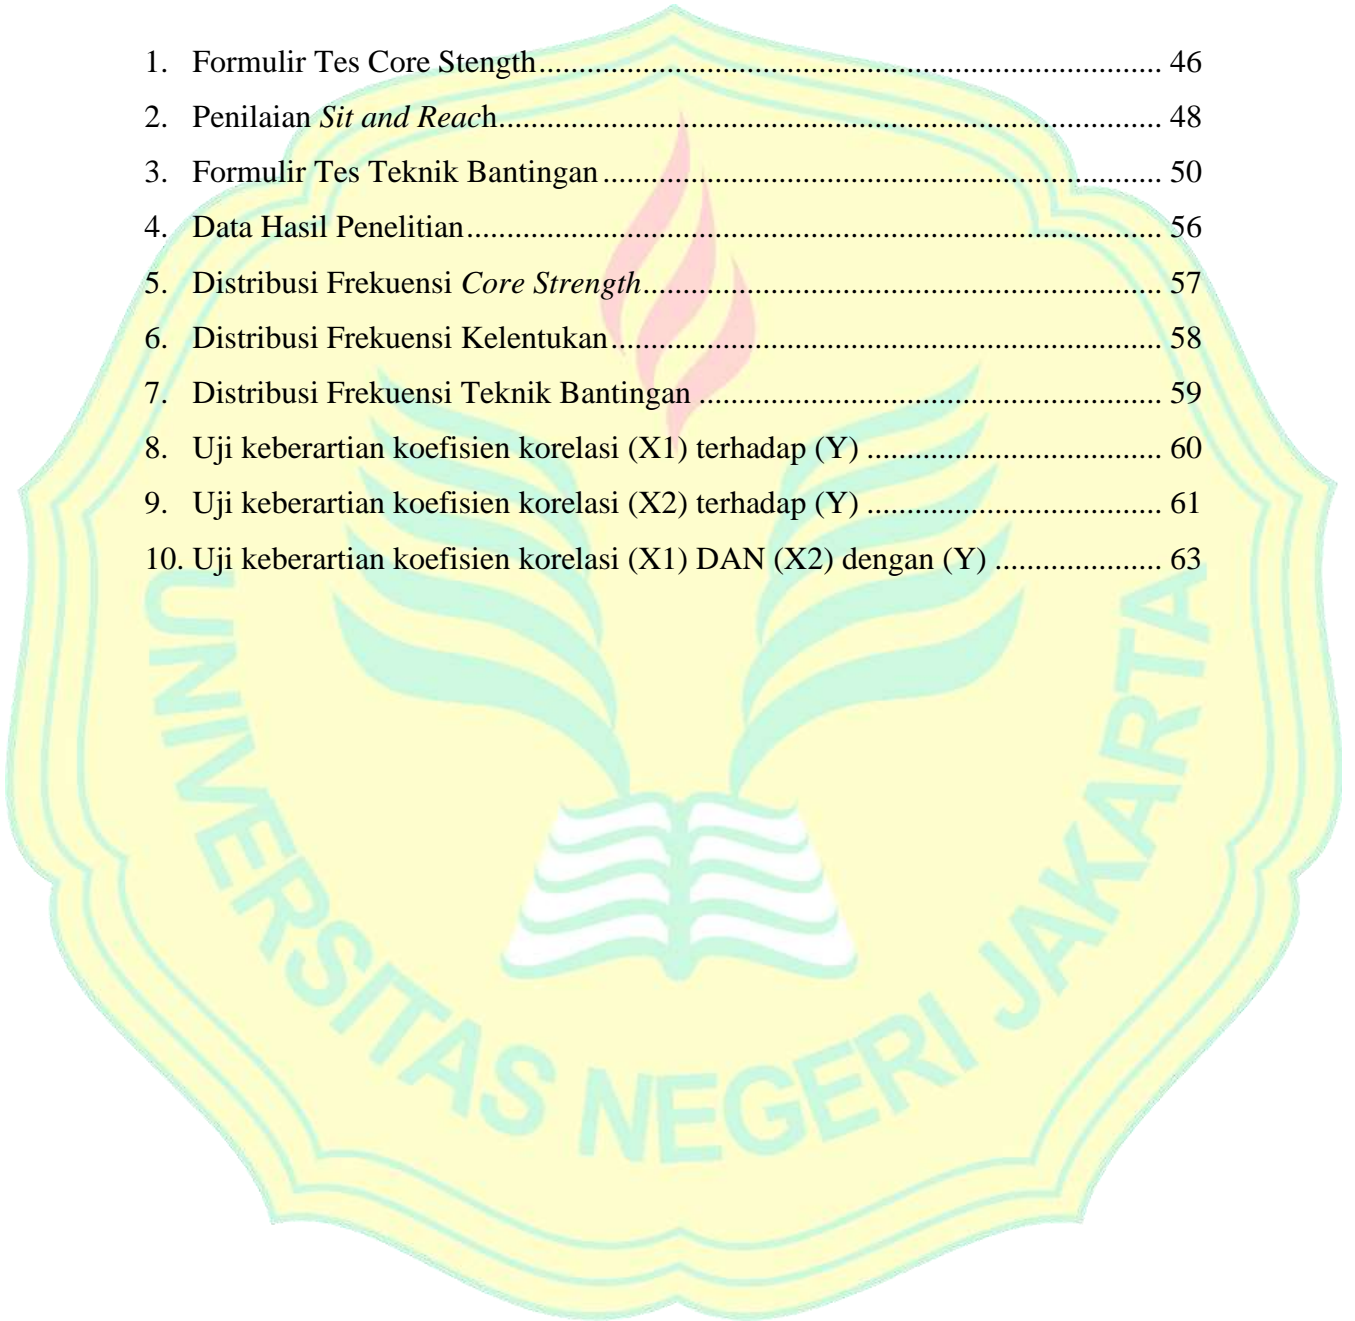 1. Formulir Tes Core Stength........................................................................... 46
2. Penilaian Sit and Reach................................................................................ 48
3. Formulir Tes Teknik Bantingan ................................................................... 50
4. Data Hasil Penelitian.................................................................................... 56
5. Distribusi Frekuensi Core Strength.............................................................. 57
6. Distribusi Frekuensi Kelentukan.................................................................. 58
7. Distribusi Frekuensi Teknik Bantingan ....................................................... 59
8. Uji keberartian koefisien korelasi (X1) terhadap (Y) ................................... 60
9. Uji keberartian koefisien korelasi (X2) terhadap (Y) ................................... 61
10. Uji keberartian koefisien korelasi (X1) DAN (X2) dengan (Y) .................... 63
UNIVERSITAS NEGERI JAKARTA